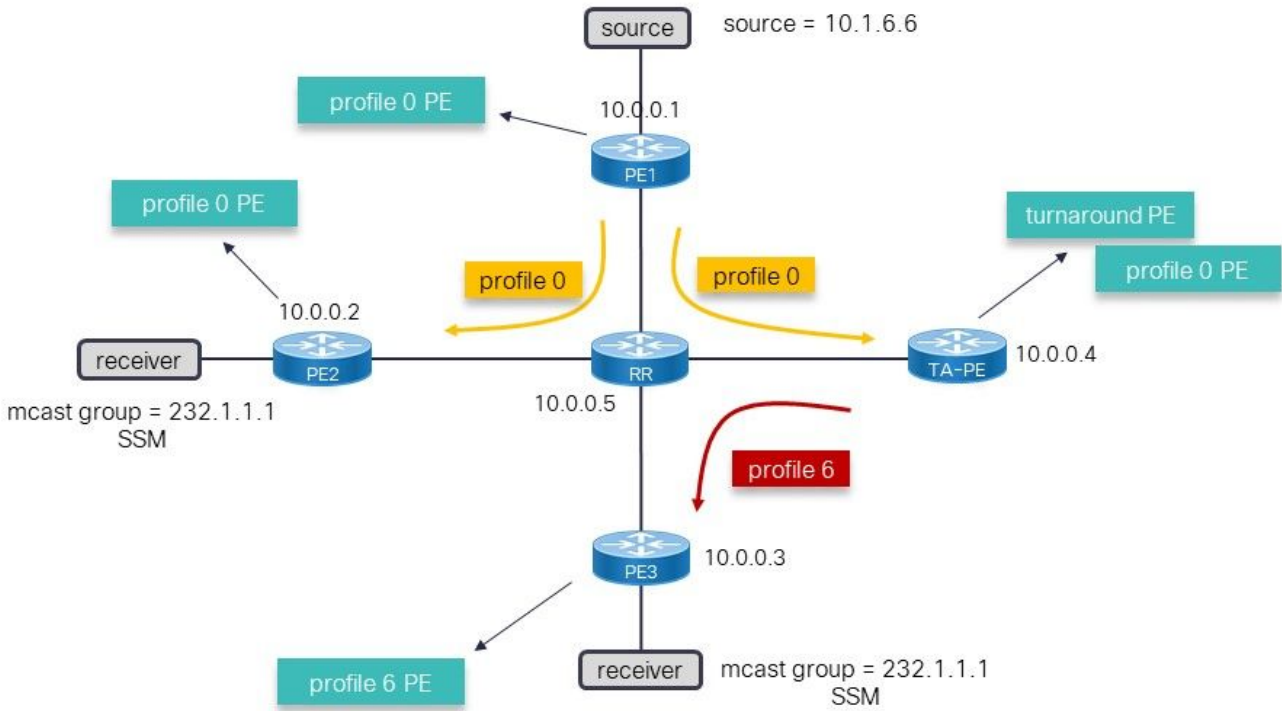 source
source = 10.1.6.6
profile 0 PE
10.0.0.1
PE1
profile 0 PE
turnaround PE
profile 0 PE
profile 0
profile 0
10.0.0.2
receiver
PE2
RR
TA-PE
10.0.0.4
mcast group = 232.1.1.1
SSM
10.0.0.5
profile 6
PE3
10.0.0.3
profile 6 PE
receiver
mcast group = 232.1.1.1
SSM